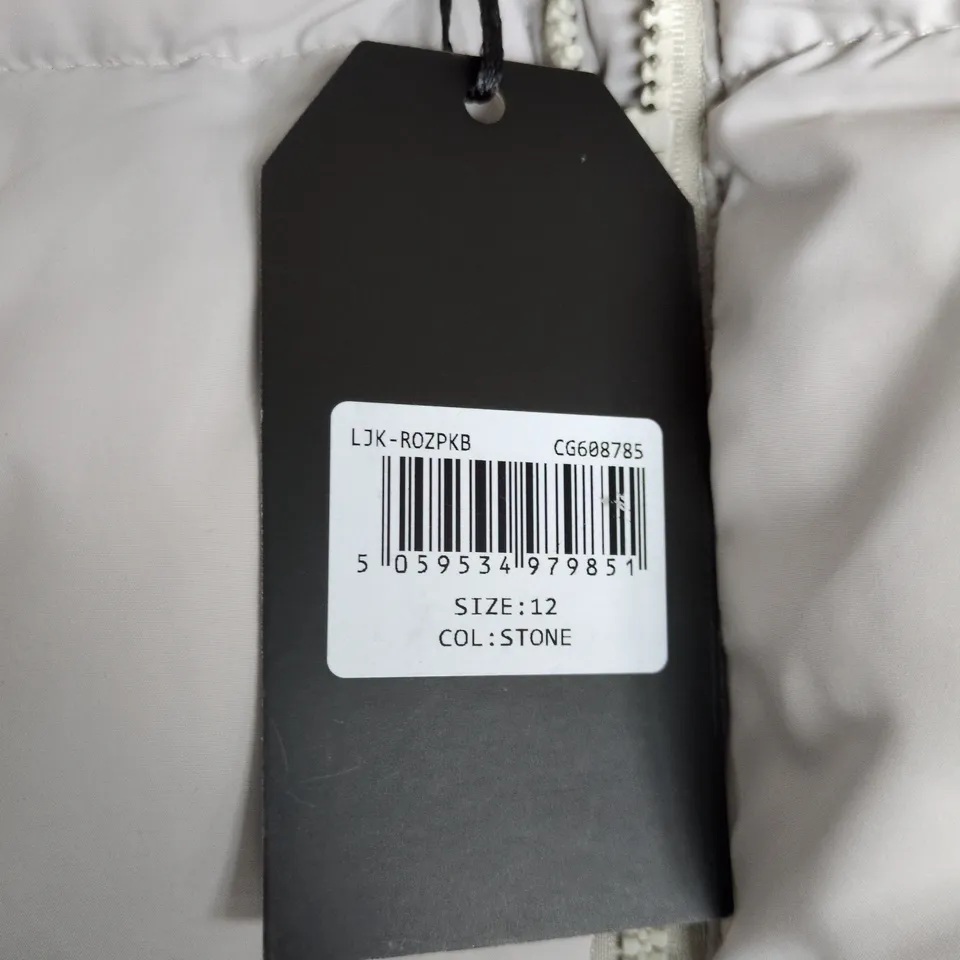 LJK-ROZPKB CG608785
5 059534 979851
SIZE:12
COL:STONE